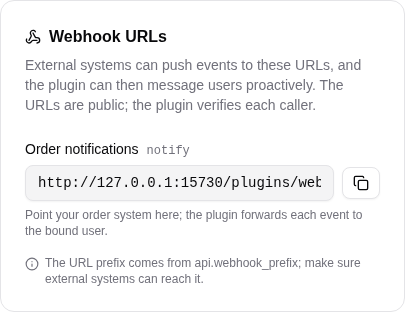 Webhook URLs
External systems can push events to these URLs, and
the plugin can then message users proactively. The
URLs are public; the plugin verifies each caller.
Order notifications notify
http://127.0.0.1:15730/plugins/web
Point your order system here; the plugin forwards each event to
the bound user.
The URL prefix comes from api.webhook_prefix; make sure
external systems can reach it.